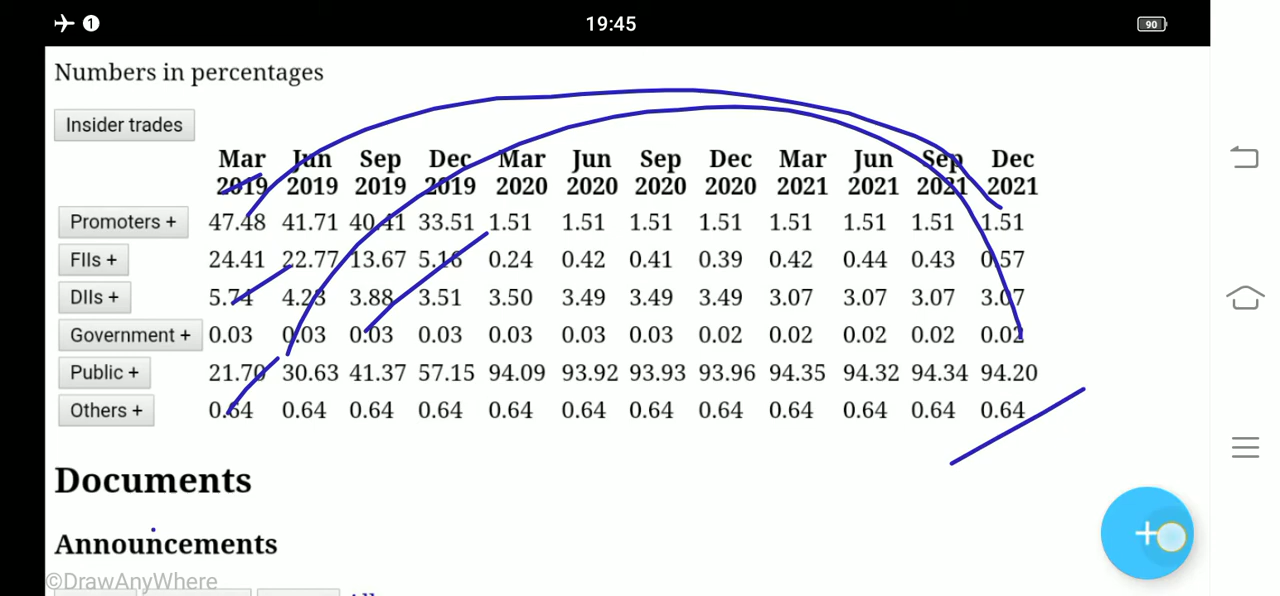 1 19:45 90
Numbers in percentages
Insider trades
Mar Jun Sep Dec Mar Jun Sep Dec Mar Jun Sep Dec
2019 2019 2019 2019 2020 2020 2020 2020 2021 2021 2021 2021
Promoters + 47.48 41.71 40.41 33.51 1.51 1.51 1.51 1.51 1.51 1.51 1.51 1.51
FIIs + 24.41 22.77 13.67 5.16 0.24 0.42 0.41 0.39 0.42 0.44 0.43 0.57
DIIs + 5.74 4.23 3.88 3.51 3.50 3.49 3.49 3.49 3.07 3.07 3.07 3.07
Government + 0.03 0.03 0.03 0.03 0.03 0.03 0.03 0.02 0.02 0.02 0.02 0.02
Public + 21.70 30.63 41.37 57.15 94.09 93.92 93.93 93.96 94.35 94.32 94.34 94.20
Others + 0.64 0.64 0.64 0.64 0.64 0.64 0.64 0.64 0.64 0.64 0.64 0.64
Documents
Announcements
©DrawAnyWhere